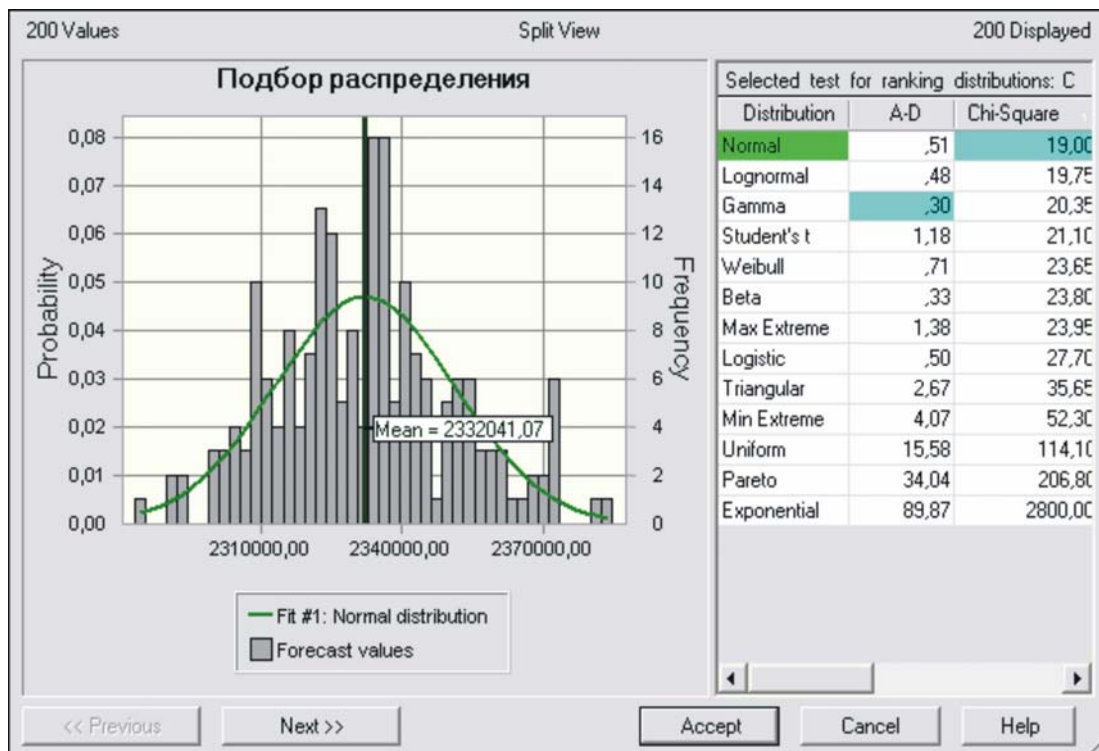 200 Values Split View 200 Displayed
Подбор распределения
0,08
0,07
0,06
0,05
0,04
0,03
0,02
0,01
0,00
Probability
16
14
12
10
8
6
4
2
0
Frequency
Mean = 2332041,07
2310000,00 2340000,00 2370000,00
Fit #1: Normal distribution
Forecast values
Selected test for ranking distributions: C
Distribution A-D Chi-Square
Normal ,51 19,00
Lognormal ,48 19,75
Gamma ,30 20,35
Student's t 1,18 21,10
Weibull ,71 23,65
Beta ,33 23,80
Max Extreme 1,38 23,95
Logistic ,50 27,70
Triangular 2,67 35,65
Min Extreme 4,07 52,30
Uniform 15,58 114,10
Pareto 34,04 206,80
Exponential 89,87 2800,00
<< Previous Next >> Accept Cancel Help